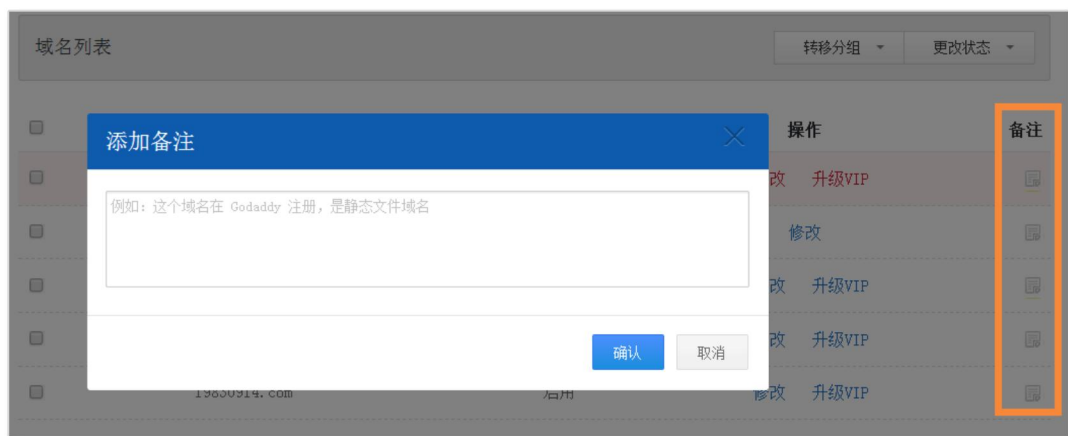 域名列表
转移分组 更改状态
操作 备注
添加备注
改 升级VIP
例如: 这个域名在 Godaddy 注册, 是静态文件域名
修改
改 升级VIP
确认 取消
改 升级VIP
19830914.com 启用 修改 升级VIP